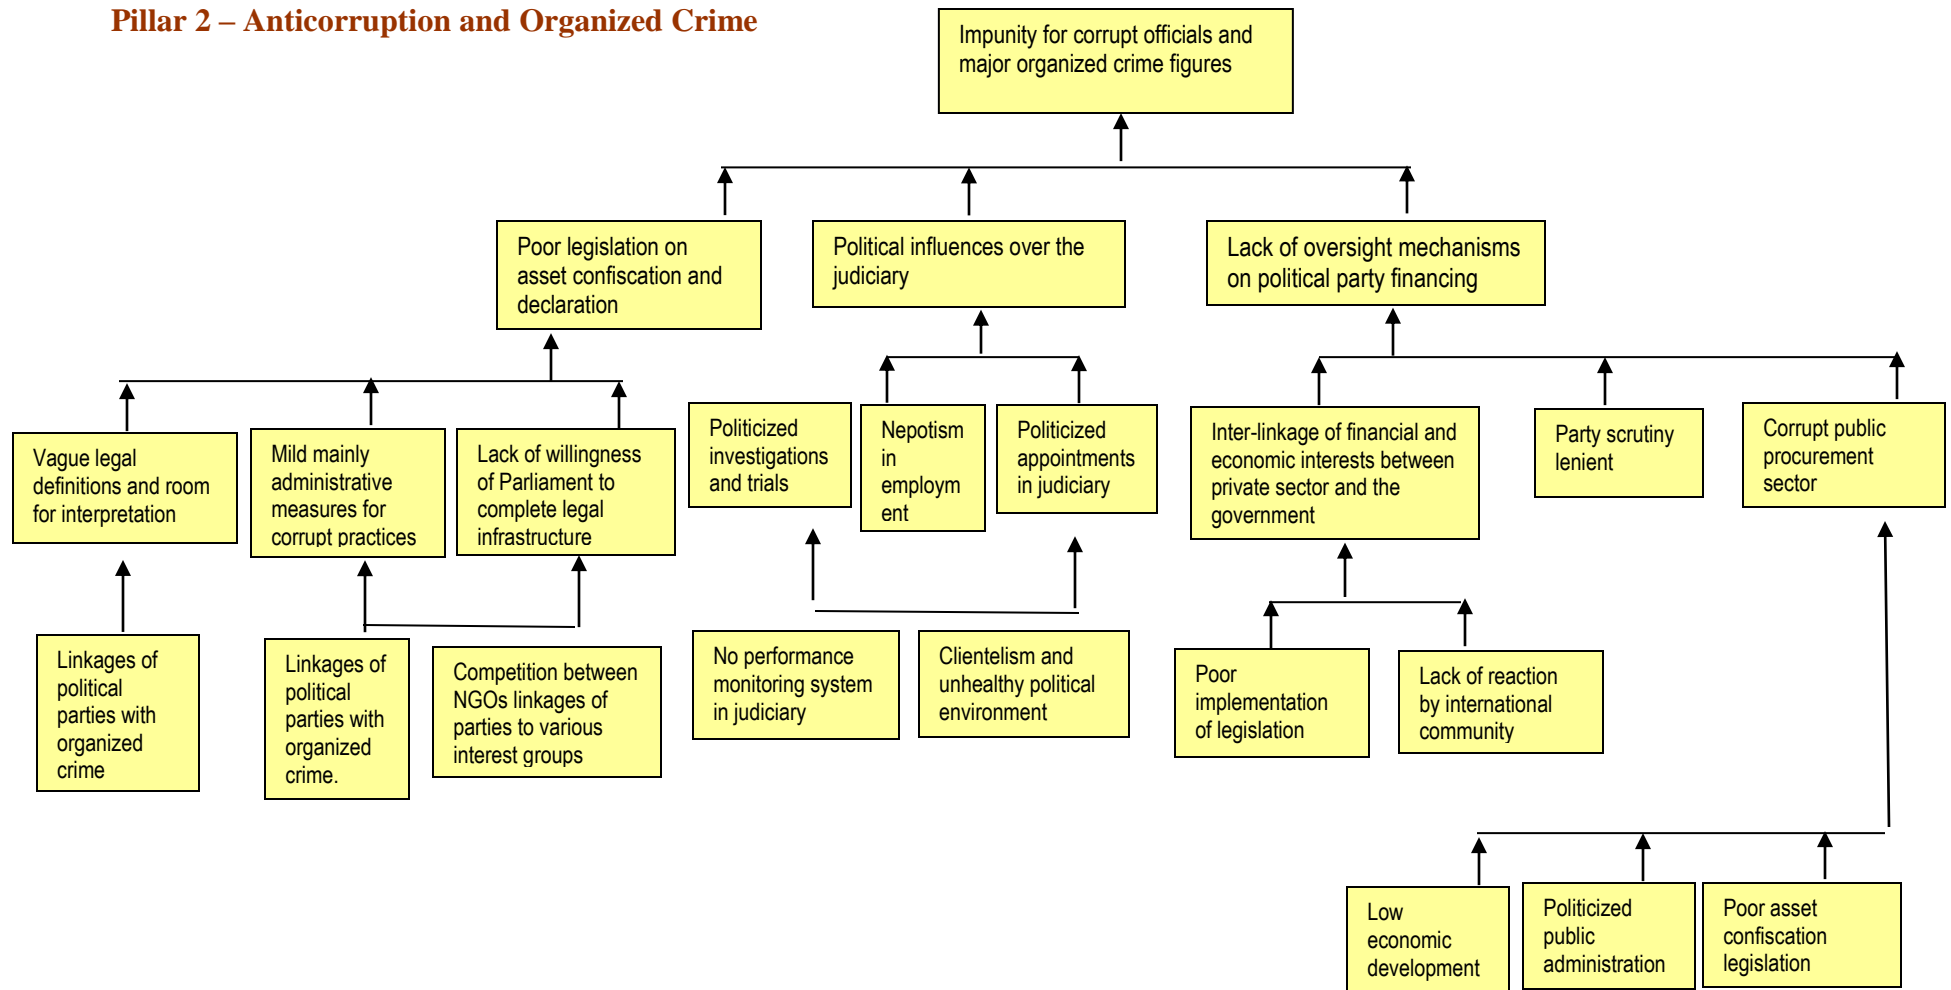 Pillar 2 – Anticorruption and Organized Crime
Impunity for corrupt officials and
major organized crime figures
Poor legislation on
asset confiscation and
declaration
Political influences over the
judiciary
Lack of oversight mechanisms
on political party financing
Vague legal
definitions and room
for interpretation
Mild mainly
administrative
measures for
corrupt practices
Lack of willingness
of Parliament to
complete legal
infrastructure
Politicized
investigations
and trials
Nepotism
in
employm
ent
Politicized
appointments
in judiciary
Inter-linkage of financial and
economic interests between
private sector and the
government
Party scrutiny
lenient
Corrupt public
procurement
sector
Linkages of
political
parties with
organized
crime
Linkages of
political
parties with
organized
crime.
Competition between
NGOs linkages of
parties to various
interest groups
No performance
monitoring system
in judiciary
Clientelism and
unhealthy political
environment
Poor
implementation
of legislation
Lack of reaction
by international
community
Low
economic
development
Politicized
public
administration
Poor asset
confiscation
legislation